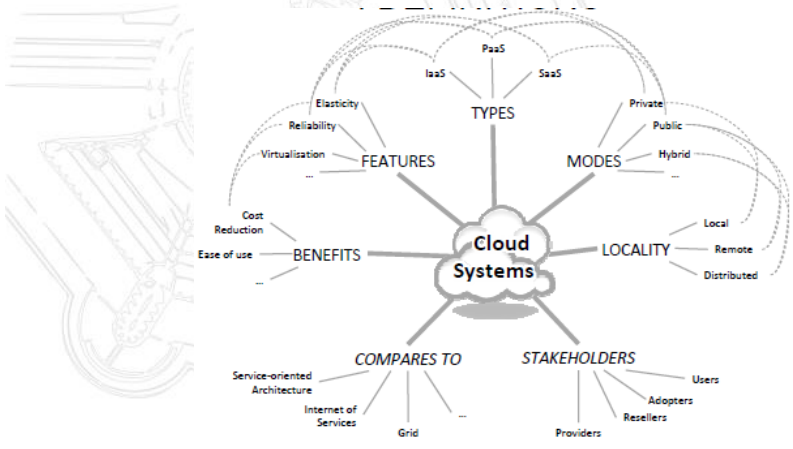 PaaS
IaaS
SaaS
TYPES
Elasticity
Reliability
Virtualisation
...
FEATURES
Private
Public
Hybrid
...
MODES
Cost
Reduction
Ease of use
...
BENEFITS
Cloud
Systems
LOCALITY
Local
Remote
Distributed
COMPARES TO
Service-oriented
Architecture
Internet of
Services
Grid
...
STAKEHOLDERS
Users
Adopters
Resellers
Providers